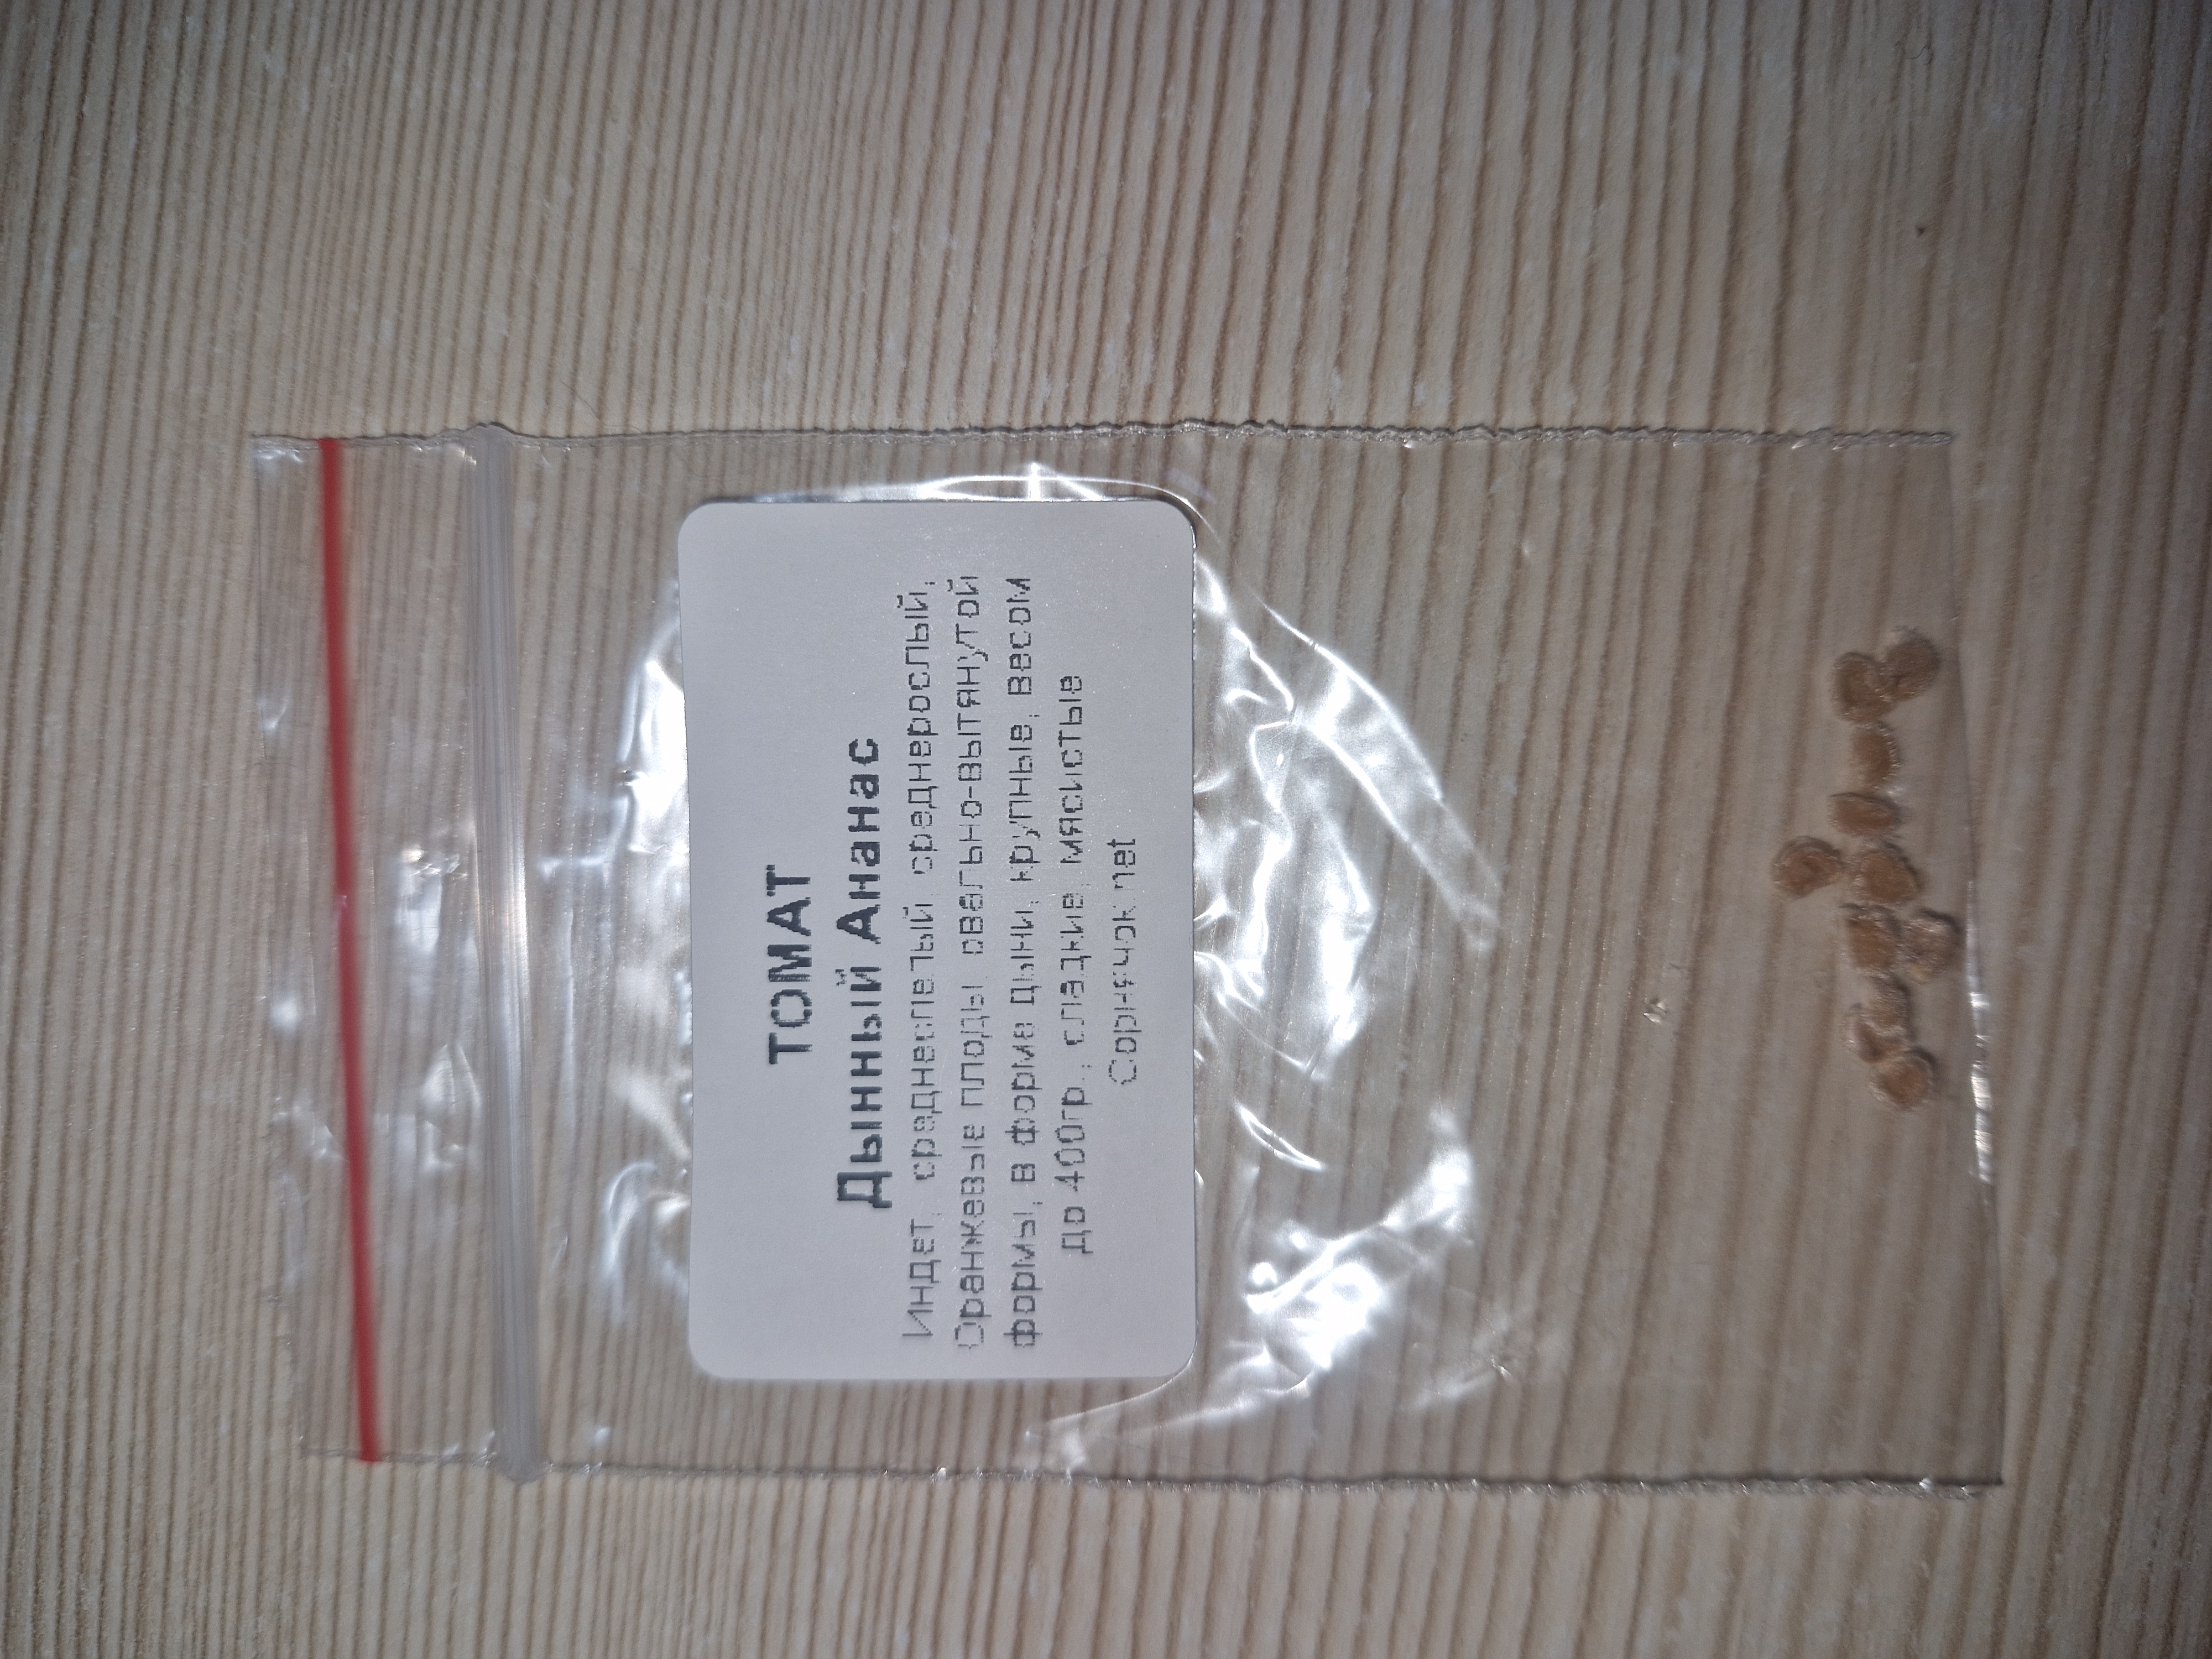 ТОМАТ
Дынный Ананас
Индет, среднеспелый, среднерослый,
Оранжевые плоды, овально-вытянутой
формы, в форме дыни, крупные, весом
до 400гр., сладкие, мясистые
Сорнячок.net